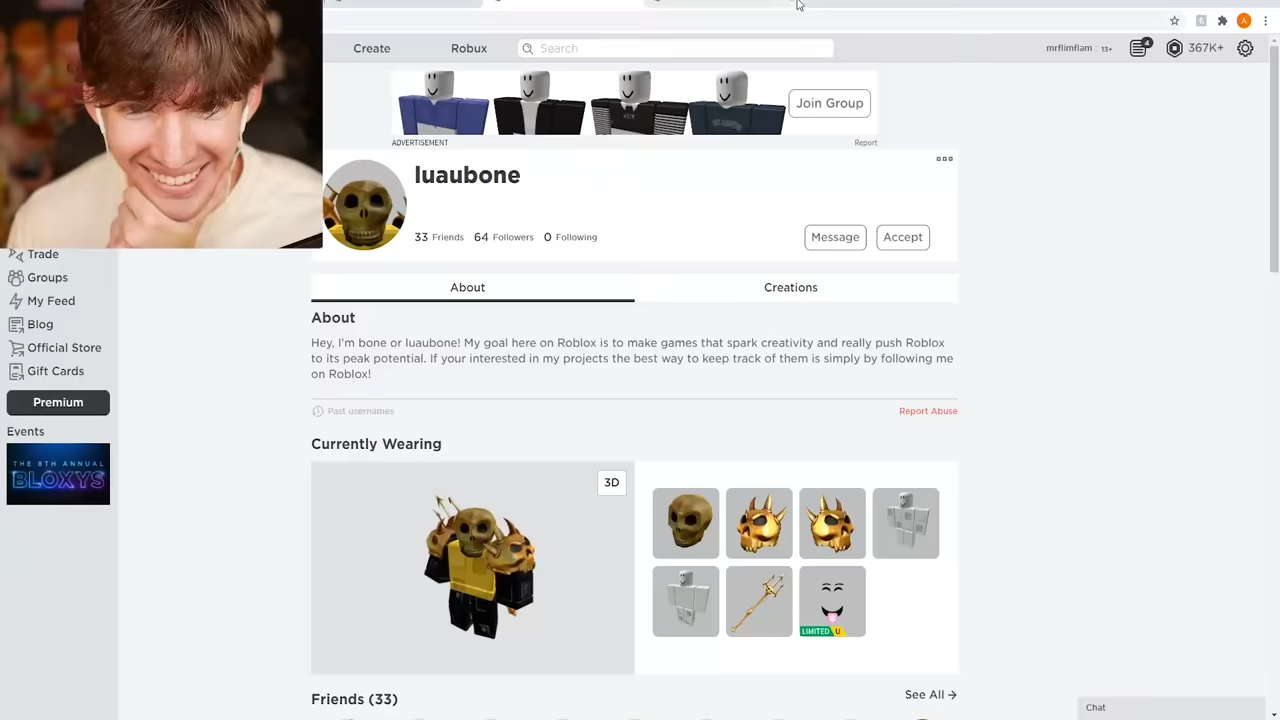 Create
Robux
Search
mrflimflam : 13+
4
367K+
A
Join Group
ADVERTISEMENT
Report
luaubone
33 Friends 64 Followers 0 Following
Message
Accept
Trade
Groups
My Feed
Blog
Official Store
Gift Cards
Premium
Events
THE 8TH ANNUAL
BLOXYS
About
Creations
About
Hey, I'm bone or luaubone! My goal here on Roblox is to make games that spark creativity and really push Roblox
to its peak potential. If your interested in my projects the best way to keep track of them is simply by following me
on Roblox!
Past usernames
Report Abuse
Currently Wearing
3D
LIMITED U
Friends (33)
See All
Chat